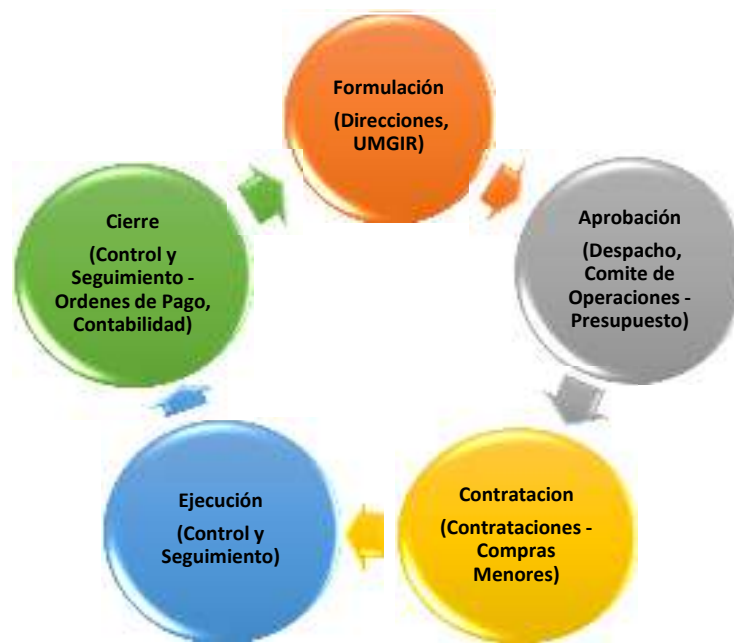 Formulación
(Direcciones,
UMGIR)
Aprobación
(Despacho,
Comite de
Operaciones -
Presupuesto)
Contratacion
(Contrataciones -
Compras
Menores)
Ejecución
(Control y
Seguimiento)
Cierre
(Control y
Seguimiento -
Ordenes de Pago,
Contabilidad)